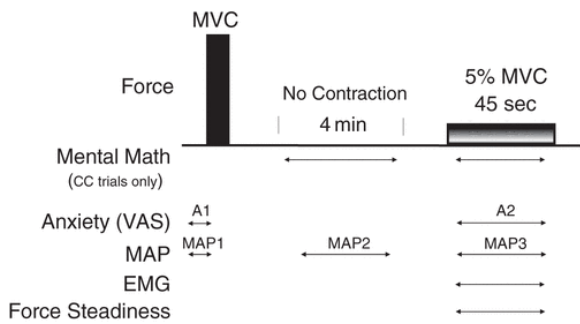 MVC
Force
No Contraction
4 min
5% MVC
45 sec
Mental Math
(CC trials only)
Anxiety (VAS) A1 A2
MAP MAP1 MAP2 MAP3
EMG
Force Steadiness